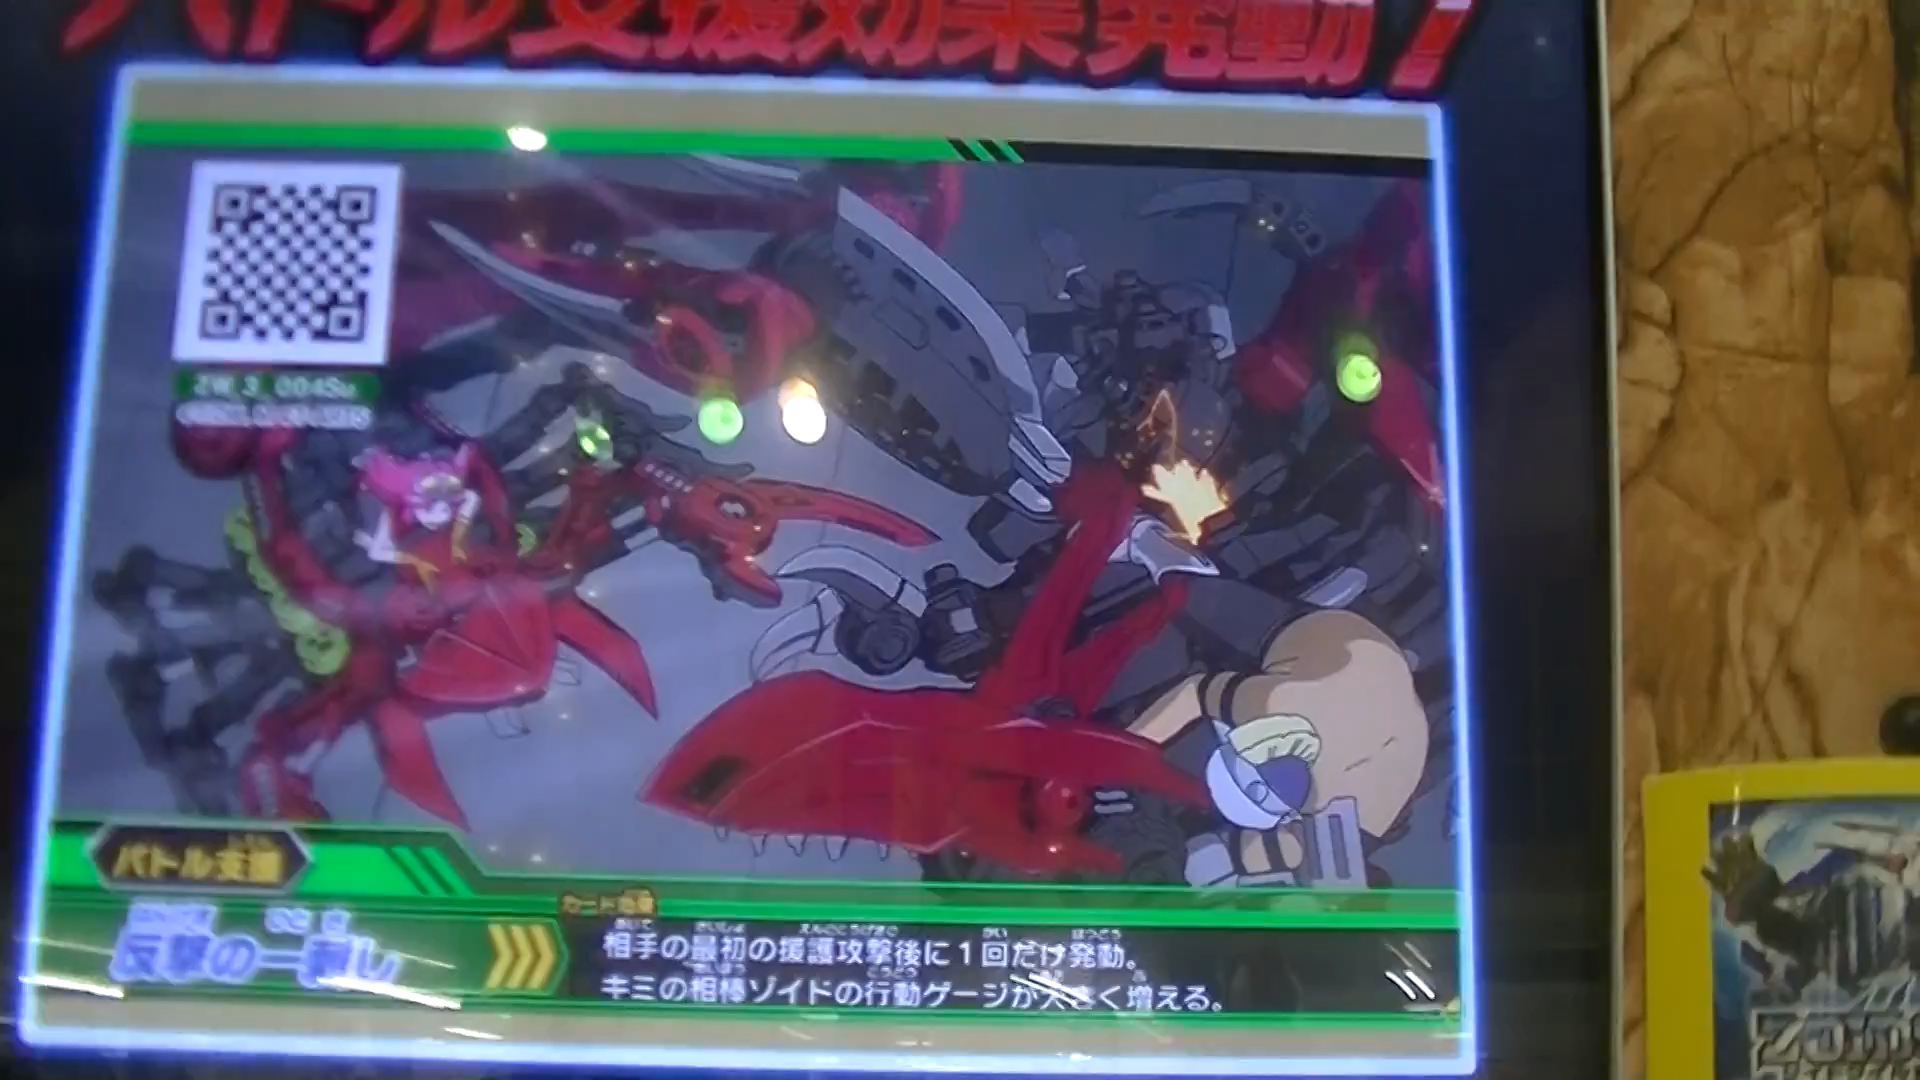 バトル支援効果発動！
ZW_3_004Su
バトル支援
カード効果
反撃の一刺し
相手の最初の援護攻撃後に１回だけ発動。
キミの相棒ゾイドの行動ゲージが大きく増える。